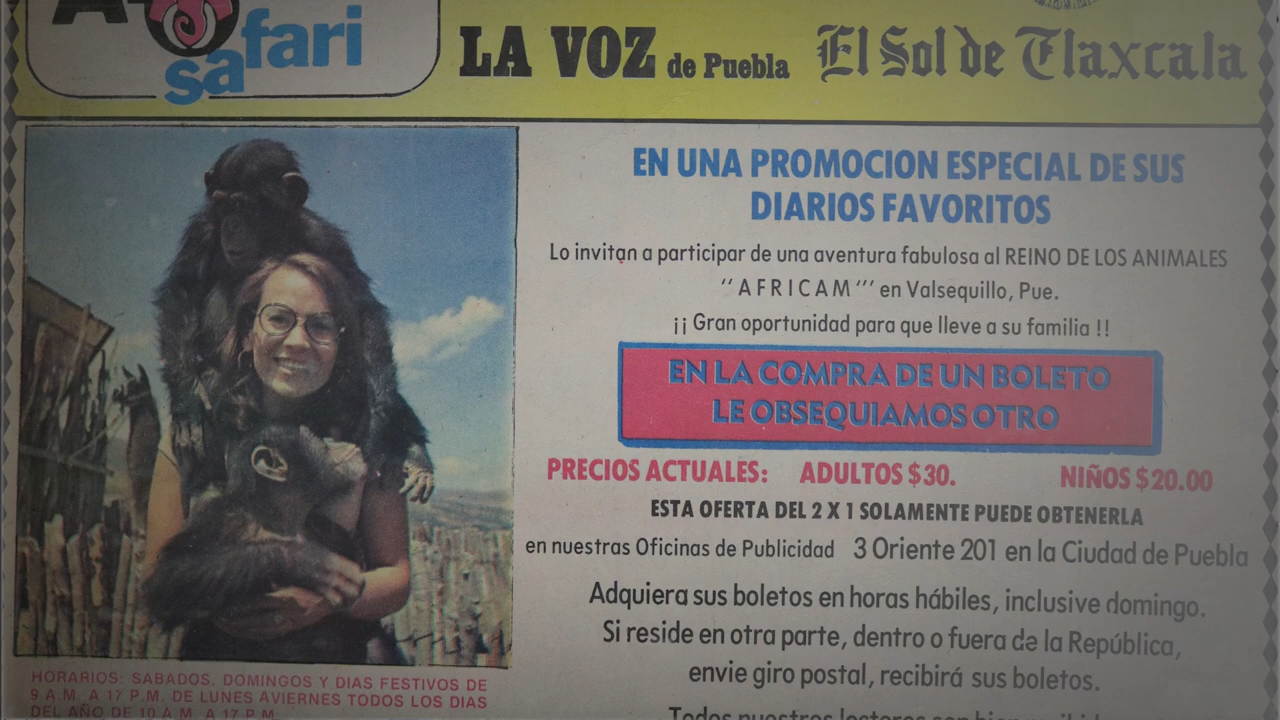 safari
LA VOZ de Puebla
El Sol de Tlaxcala
EN UNA PROMOCION ESPECIAL DE SUS
DIARIOS FAVORITOS
Lo invitan a participar de una aventura fabulosa al REINO DE LOS ANIMALES
“AFRICAM”’ en Valsequillo, Pue.
¡¡ Gran oportunidad para que lleve a su familia !!
EN LA COMPRA DE UN BOLETO
LE OBSEQUIAMOS OTRO
PRECIOS ACTUALES: ADULTOS $30. NIÑOS $20.00
ESTA OFERTA DEL 2 X 1 SOLAMENTE PUEDE OBTENERLA
en nuestras Oficinas de Publicidad 3 Oriente 201 en la Ciudad de Puebla
Adquiera sus boletos en horas hábiles, inclusive domingo.
Si reside en otra parte, dentro o fuera de la República,
envie giro postal, recibirá sus boletos.
Todos nuestros lectores son bien
HORARIOS: SABADOS, DOMINGOS Y DIAS FESTIVOS DE
9 A.M. A 17 P.M. DE LUNES AVIERNES TODOS LOS DIAS
DEL AÑO DE 10 A.M. A 17 P.M.